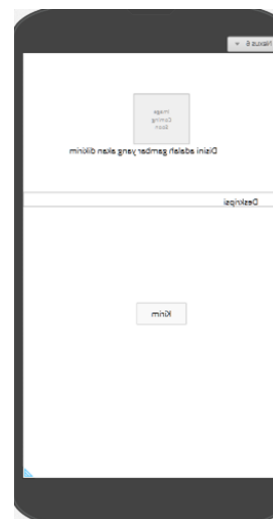 Nexus 6
Image
Coming
Soon
Disini adalah gambar yang akan dikirim
Deskripsi
Kirim